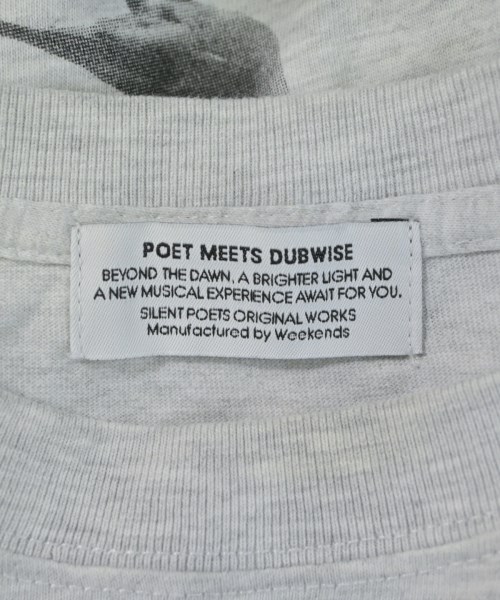 POET MEETS DUBWISE
BEYOND THE DAWN, A BRIGHTER LIGHT AND
A NEW MUSICAL EXPERIENCE AWAIT FOR YOU.
SILENT POETS ORIGINAL WORKS
Manufactured by Weekends